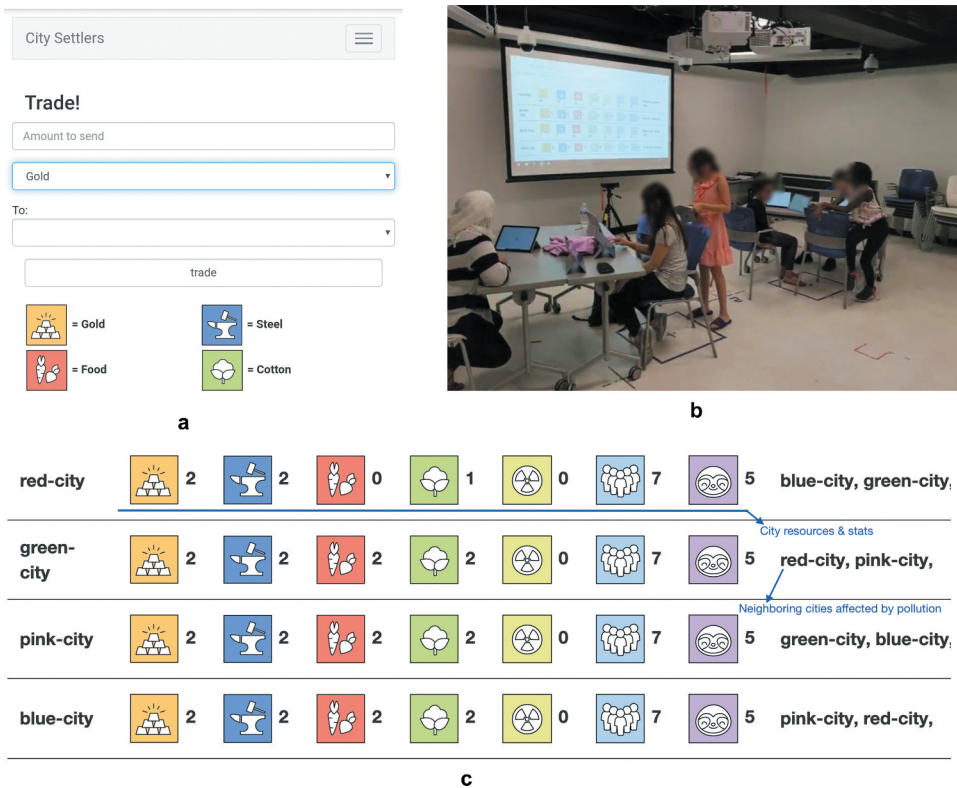 City Settlers
Trade!
Amount to send
Gold
To:
trade
= Gold
= Steel
= Food
= Cotton
a
b
red-city 2 2 0 1 0 7 5 blue-city, green-city,
City resources & stats
green-city 2 2 2 2 0 7 5 red-city, pink-city,
Neighboring cities affected by pollution
pink-city 2 2 2 2 0 7 5 green-city, blue-city,
blue-city 2 2 2 2 0 7 5 pink-city, red-city,
c